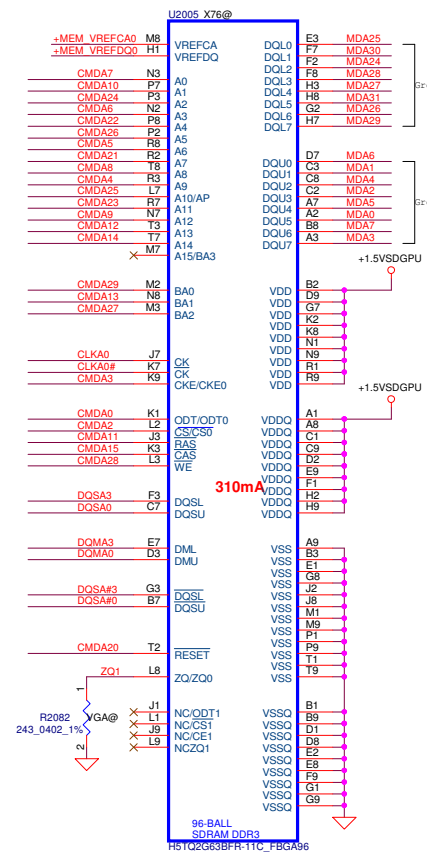 U2005 X76@
+MEM_VREFCA0 M8 VREFCA
+MEM_VREFDQ0 H1 VREFDQ
CMDA7 N3 A0
CMDA10 P7 A1
CMDA24 P3 A2
CMDA6 N2 A3
CMDA22 P8 A4
CMDA26 P2 A5
CMDA5 R8 A6
CMDA21 R2 A7
CMDA8 T8 A8
CMDA4 R3 A9
CMDA25 L7 A10/AP
CMDA23 R7 A11
CMDA9 N7 A12
CMDA12 T3 A13
CMDA14 T7 A14
M7 A15/BA3
CMDA29 M2 BA0
CMDA13 N8 BA1
CMDA27 M3 BA2
CLKA0 J7 CK
CLKA0# K7 CK
CMDA3 K9 CKE/CKE0
CMDA0 K1 ODT/ODT0
CMDA2 L2 CS/CS0
CMDA11 J3 RAS
CMDA15 K3 CAS
CMDA28 L3 WE
DQSA3 F3 DQSL
DQSA0 C7 DQSU
DQMA3 E7 DML
DQMA0 D3 DMU
DQSA#3 G3 DQSL
DQSA#0 B7 DQSU
CMDA20 T2 RESET
ZQ1 L8 ZQ/ZQ0
1
R2082 VGA@
243_0402_1%
2
J1 NC/ODT1
L1 NC/CS1
J9 NC/CE1
L9 NCZQ1
DQL0 E3 MDA25
DQL1 F7 MDA30
DQL2 F2 MDA24
DQL3 F8 MDA28
DQL4 H3 MDA27
DQL5 H8 MDA31
DQL6 G2 MDA26
DQL7 H7 MDA29
Gr
DQU0 D7 MDA6
DQU1 C3 MDA1
DQU2 C8 MDA4
DQU3 C2 MDA2
DQU4 A7 MDA5
DQU5 A2 MDA0
DQU6 B8 MDA7
DQU7 A3 MDA3
Gr
+1.5VSDGPU
VDD B2
VDD D9
VDD G7
VDD K2
VDD K8
VDD N1
VDD N9
VDD R1
VDD R9
+1.5VSDGPU
VDDQ A1
VDDQ A8
VDDQ C1
VDDQ C9
VDDQ D2
VDDQ E9
VDDQ F1
VDDQ H2
VDDQ H9
310mA
VSS A9
VSS B3
VSS E1
VSS G8
VSS J2
VSS J8
VSS M1
VSS M9
VSS P1
VSS P9
VSS T1
VSS T9
VSSQ B1
VSSQ B9
VSSQ D1
VSSQ D8
VSSQ E2
VSSQ E8
VSSQ F9
VSSQ G1
VSSQ G9
96-BALL
SDRAM DDR3
H5TQ2G63BFR-11C_FBGA96